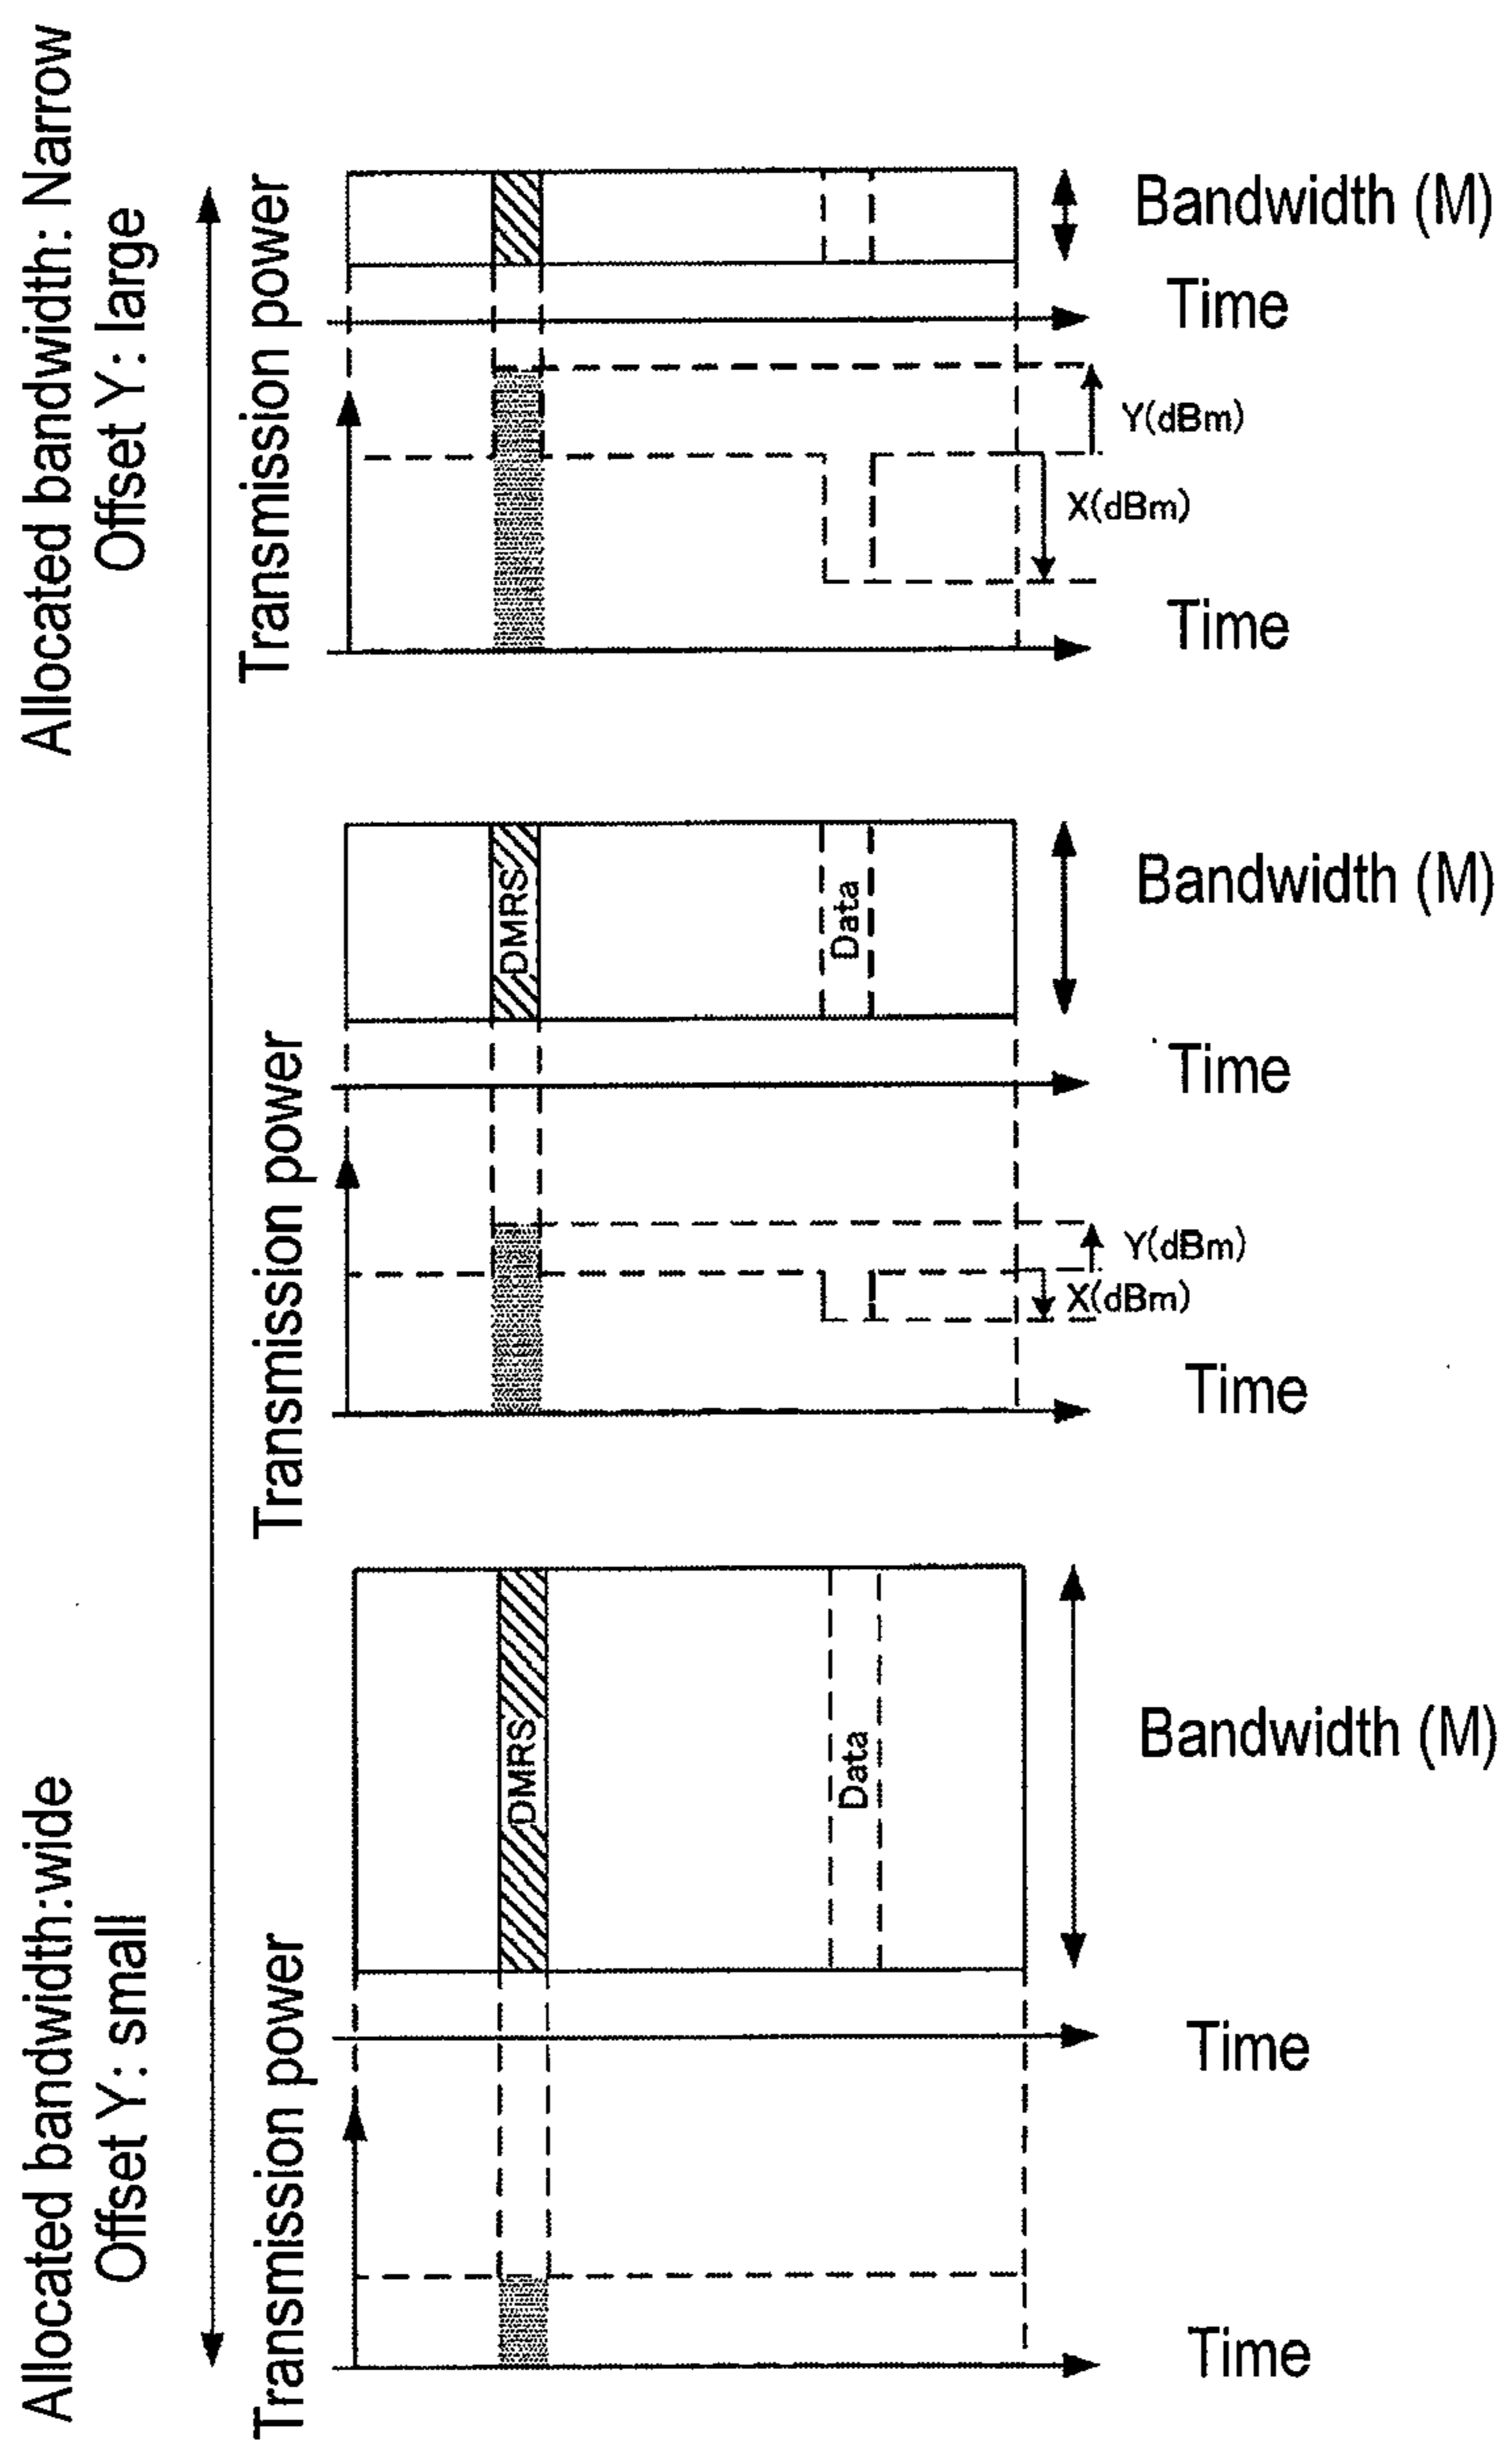 Allocated bandwidth: Narrow
Offset Y: large
Transmission power
Bandwidth (M)
Time
Y(dBm)
X(dBm)
Time
DMRS
Data
Bandwidth (M)
Time
Transmission power
Y(dBm)
X(dBm)
Time
DMRS
Data
Bandwidth (M)
Time
Allocated bandwidth:wide
Offset Y: small
Transmission power
Time